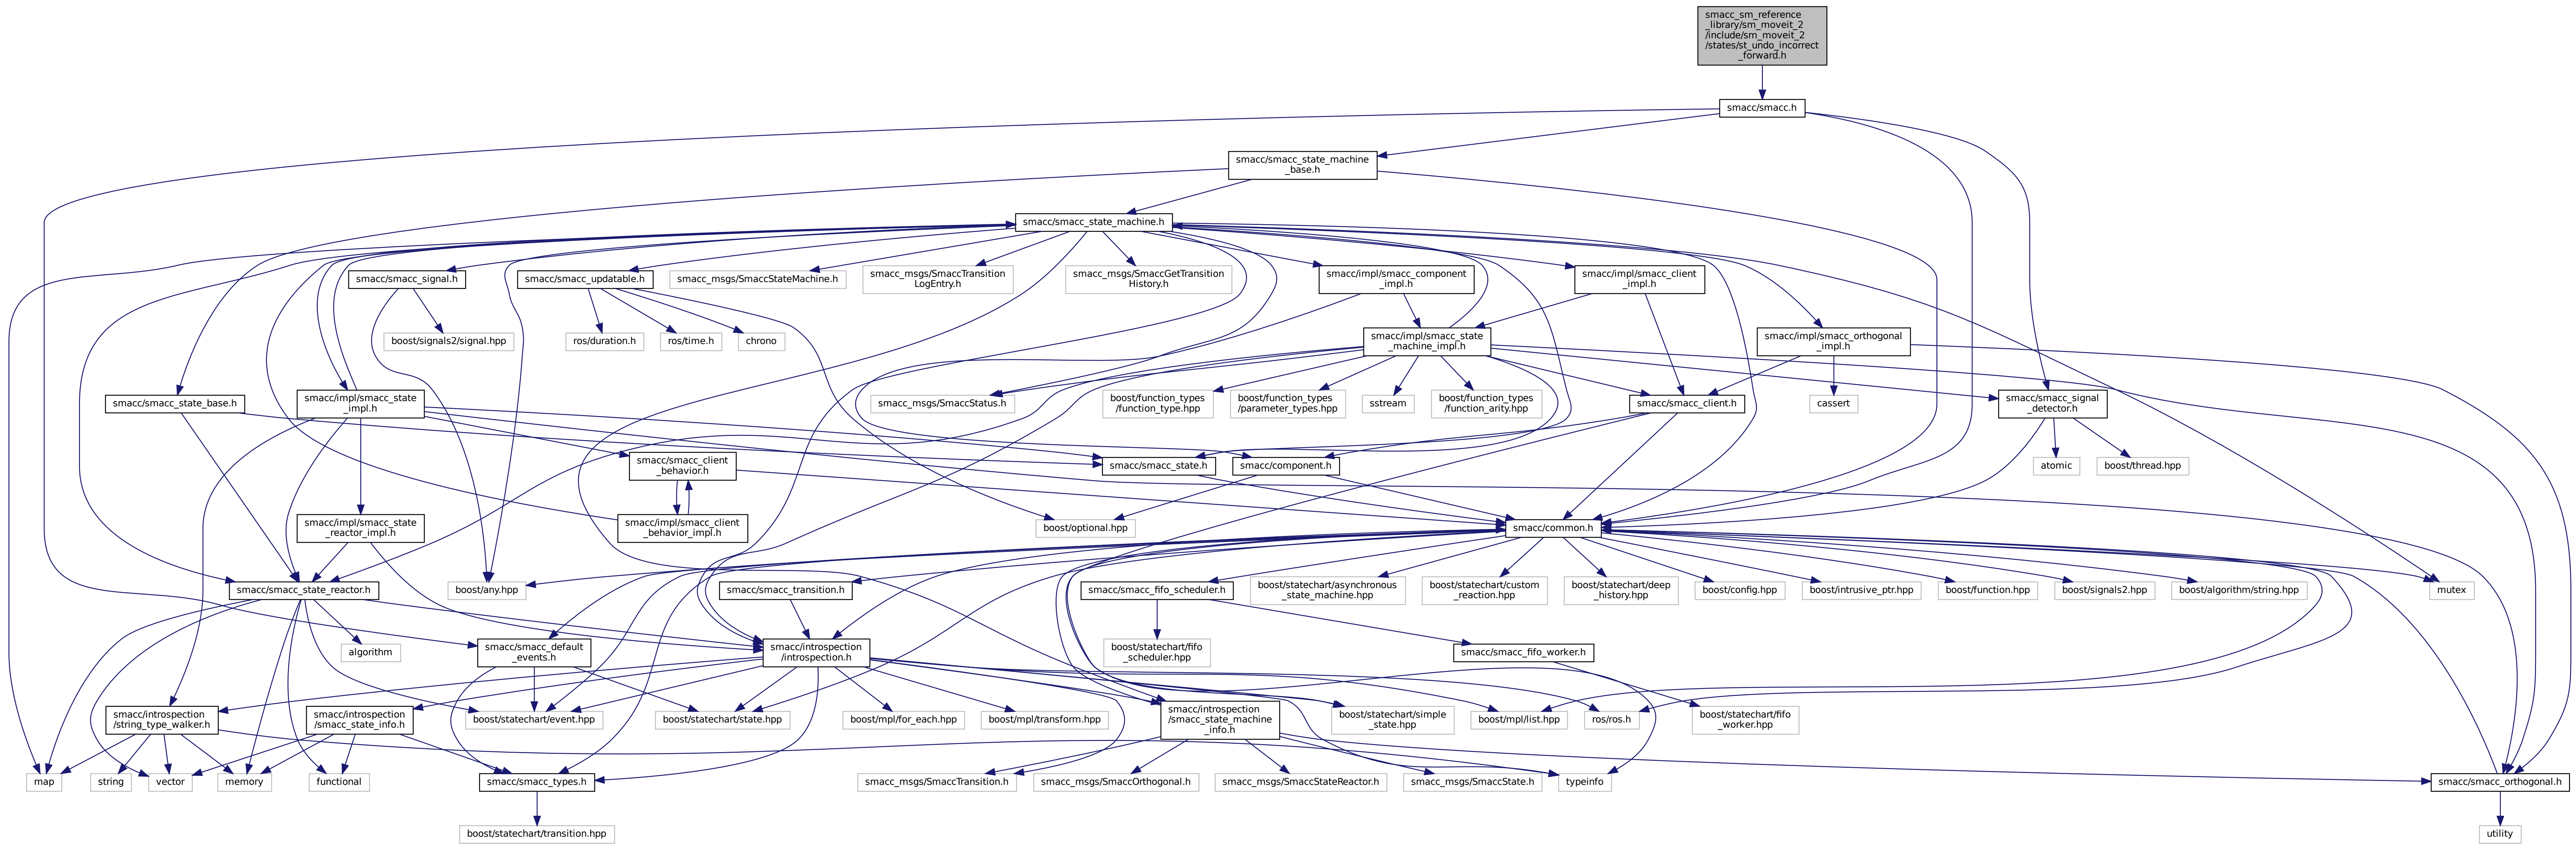 smacc_sm_reference
_library/sm_moveit_2
/include/sm_moveit_2
/states/st_undo_incorrect
_forward.h
smacc/smacc.h
smacc/smacc_state_machine
_base.h
smacc/smacc_state_machine.h
smacc/smacc_signal.h
smacc/smacc_updatable.h
smacc_msgs/SmaccStateMachine.h
smacc_msgs/SmaccTransition
LogEntry.h
smacc_msgs/SmaccGetTransition
History.h
smacc/impl/smacc_component
_impl.h
smacc/impl/smacc_client
_impl.h
boost/signals2/signal.hpp
ros/duration.h
ros/time.h
chrono
smacc/impl/smacc_state
_machine_impl.h
smacc/impl/smacc_orthogonal
_impl.h
smacc/smacc_state_base.h
smacc/impl/smacc_state
_impl.h
smacc_msgs/SmaccStatus.h
boost/function_types
/function_type.hpp
boost/function_types
/parameter_types.hpp
sstream
boost/function_types
/function_arity.hpp
smacc/smacc_client.h
cassert
smacc/smacc_signal
_detector.h
smacc/smacc_client
_behavior.h
smacc/smacc_state.h
smacc/component.h
atomic
boost/thread.hpp
smacc/impl/smacc_state
_reactor_impl.h
smacc/impl/smacc_client
_behavior_impl.h
boost/optional.hpp
smacc/common.h
smacc/smacc_state_reactor.h
boost/any.hpp
smacc/smacc_transition.h
smacc/smacc_fifo_scheduler.h
boost/statechart/asynchronous
_state_machine.hpp
boost/statechart/custom
_reaction.hpp
boost/statechart/deep
_history.hpp
boost/config.hpp
boost/intrusive_ptr.hpp
boost/function.hpp
boost/signals2.hpp
boost/algorithm/string.hpp
mutex
algorithm
smacc/smacc_default
_events.h
smacc/introspection
/introspection.h
boost/statechart/fifo
_scheduler.hpp
smacc/smacc_fifo_worker.h
smacc/introspection
/string_type_walker.h
smacc/introspection
/smacc_state_info.h
boost/statechart/event.hpp
boost/statechart/state.hpp
boost/mpl/for_each.hpp
boost/mpl/transform.hpp
smacc/introspection
/smacc_state_machine
_info.h
boost/statechart/simple
_state.hpp
boost/mpl/list.hpp
ros/ros.h
boost/statechart/fifo
_worker.hpp
map
string
vector
memory
functional
smacc/smacc_types.h
smacc_msgs/SmaccTransition.h
smacc_msgs/SmaccOrthogonal.h
smacc_msgs/SmaccStateReactor.h
smacc_msgs/SmaccState.h
typeinfo
smacc/smacc_orthogonal.h
boost/statechart/transition.hpp
utility